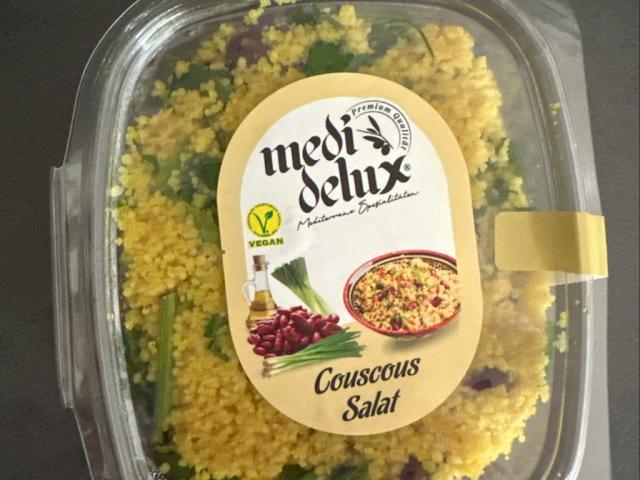 Premium Qualität
medi
delux®
Mediterrane Spezialitäten
VEGAN
Couscous
Salat